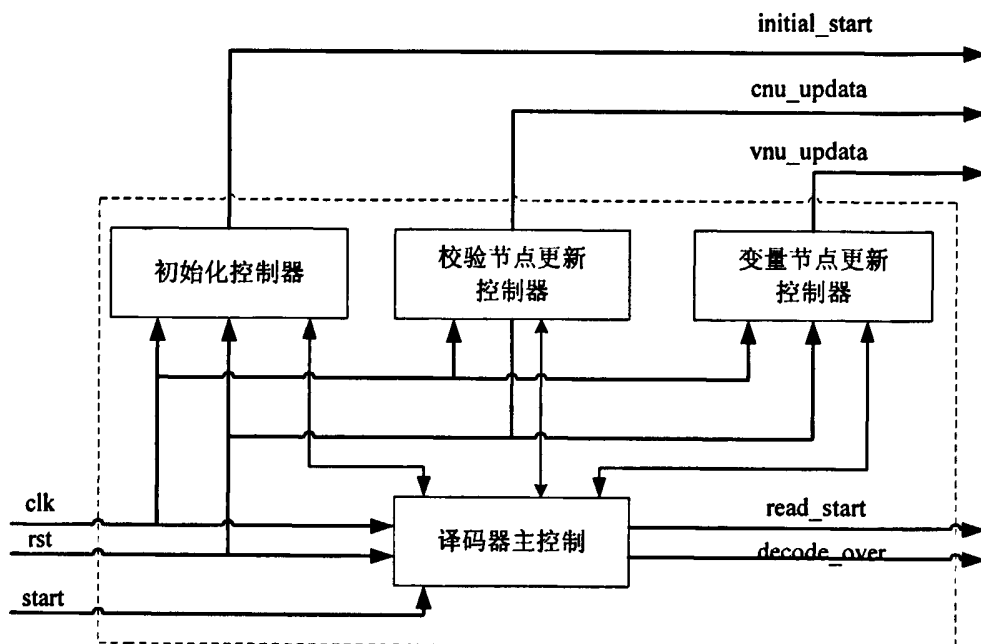 initial_start
cnu_updata
vnu_updata
初始化控制器
校验节点更新
控制器
变量节点更新
控制器
clk
rst
start
译码器主控制
read_start
decode_over